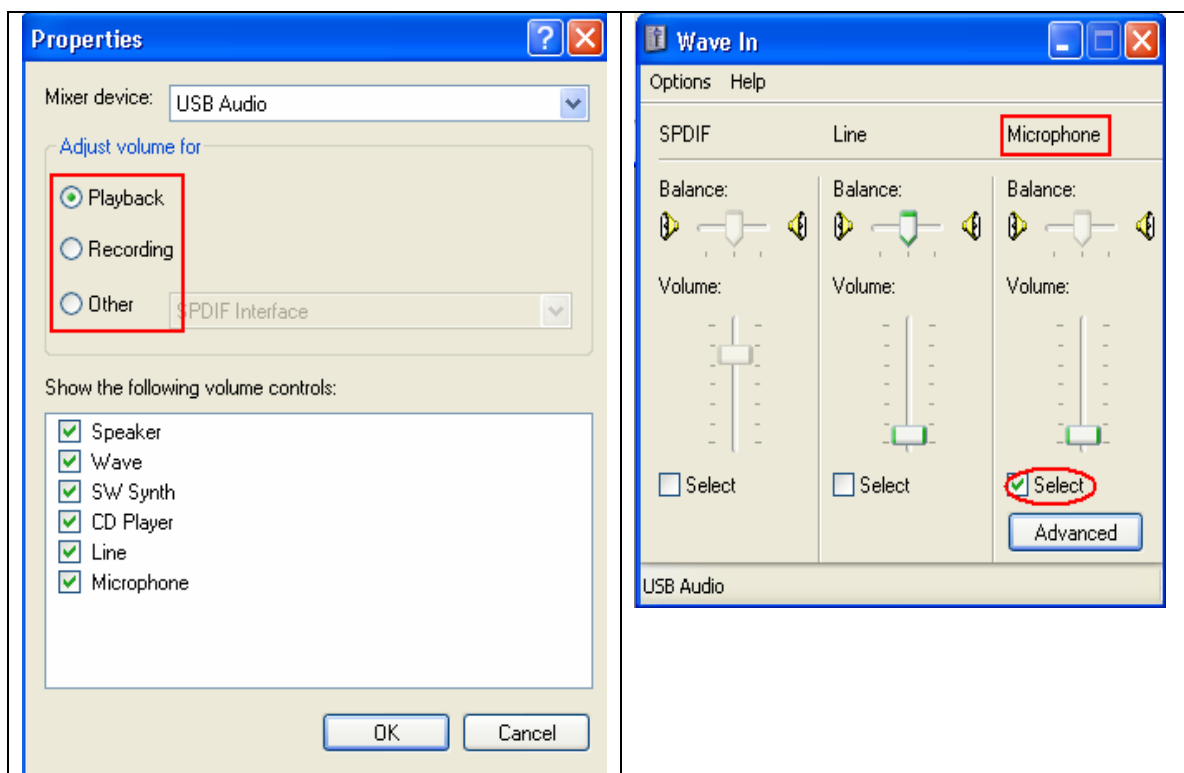 Properties
Mixer device: USB Audio
Adjust volume for
Playback
Recording
Other SPDIF Interface
Show the following volume controls:
Speaker
Wave
SW Synth
CD Player
Line
Microphone
OK Cancel
Wave In
Options Help
SPDIF Line Microphone
Balance: Balance: Balance:
Volume: Volume: Volume:
Select Select Select
Advanced
USB Audio